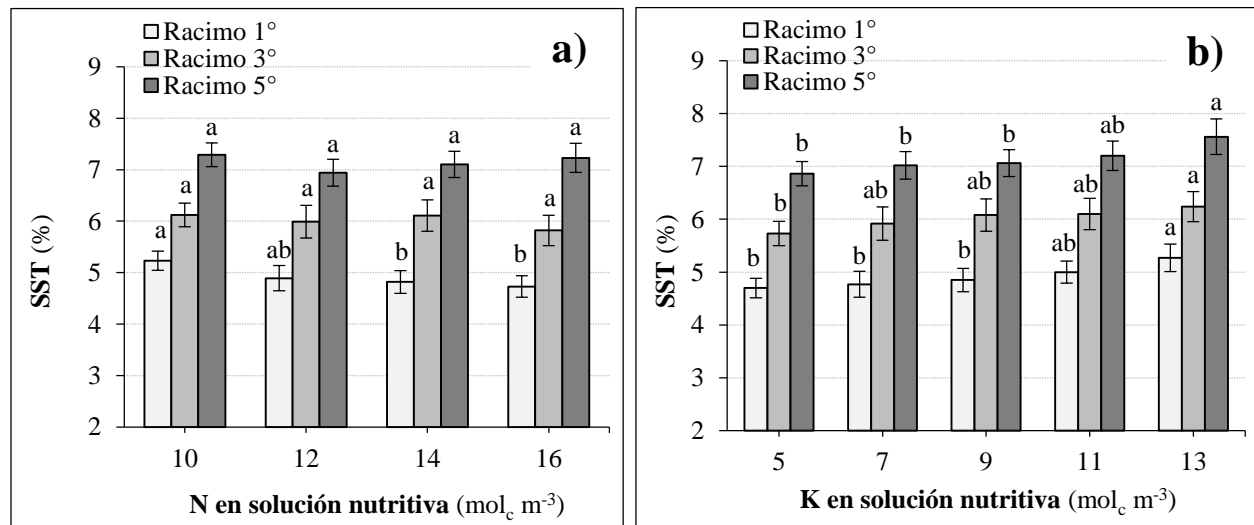 a)
Racimo 1°
Racimo 3°
Racimo 5°
9
8
7
6
5
4
3
2
SST (%)
a a a
ab a a
b a a
b a a
10 12 14 16
N en solución nutritiva (mol_c m⁻³)
b)
Racimo 1°
Racimo 3°
Racimo 5°
9
8
7
6
5
4
3
2
SST (%)
b b b
b ab b
b ab b
ab ab ab
a a a
5 7 9 11 13
K en solución nutritiva (mol_c m⁻³)